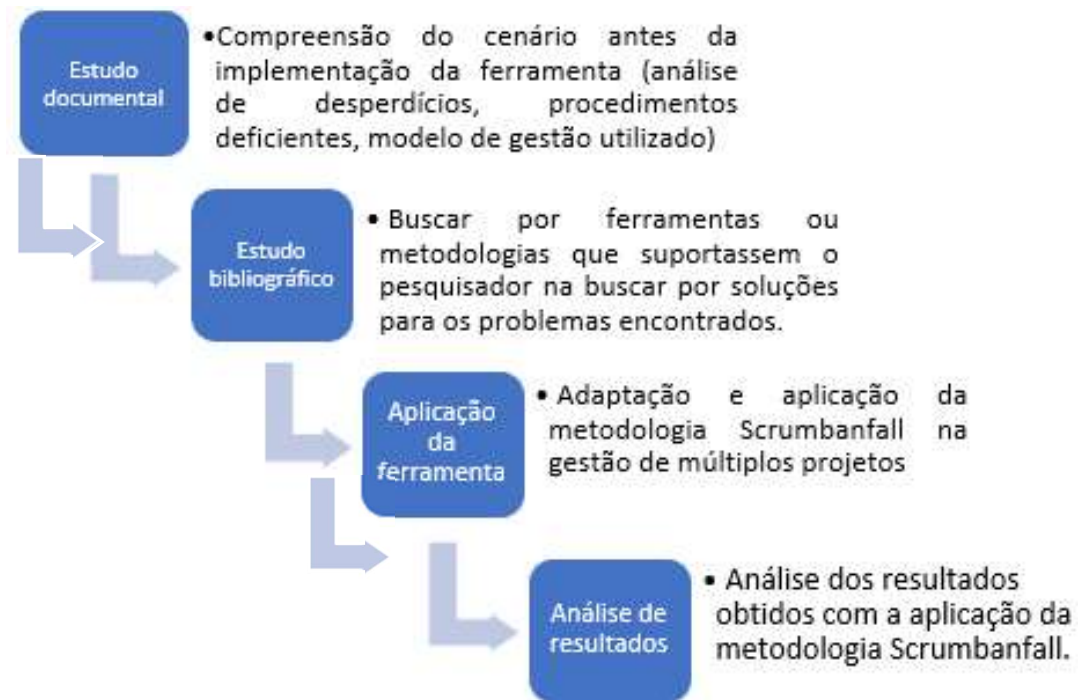 Estudo
documental
•Compreensão do cenário antes da
implementação da ferramenta (análise
de desperdícios, procedimentos
deficientes, modelo de gestão utilizado)
Estudo
bibliográfico
• Buscar por ferramentas ou
metodologias que suportassem o
pesquisador na buscar por soluções
para os problemas encontrados.
Aplicação
da
ferramenta
• Adaptação e aplicação da
metodologia Scrumbanfall na
gestão de múltiplos projetos
Análise de
resultados
• Análise dos resultados
obtidos com a aplicação da
metodologia Scrumbanfall.